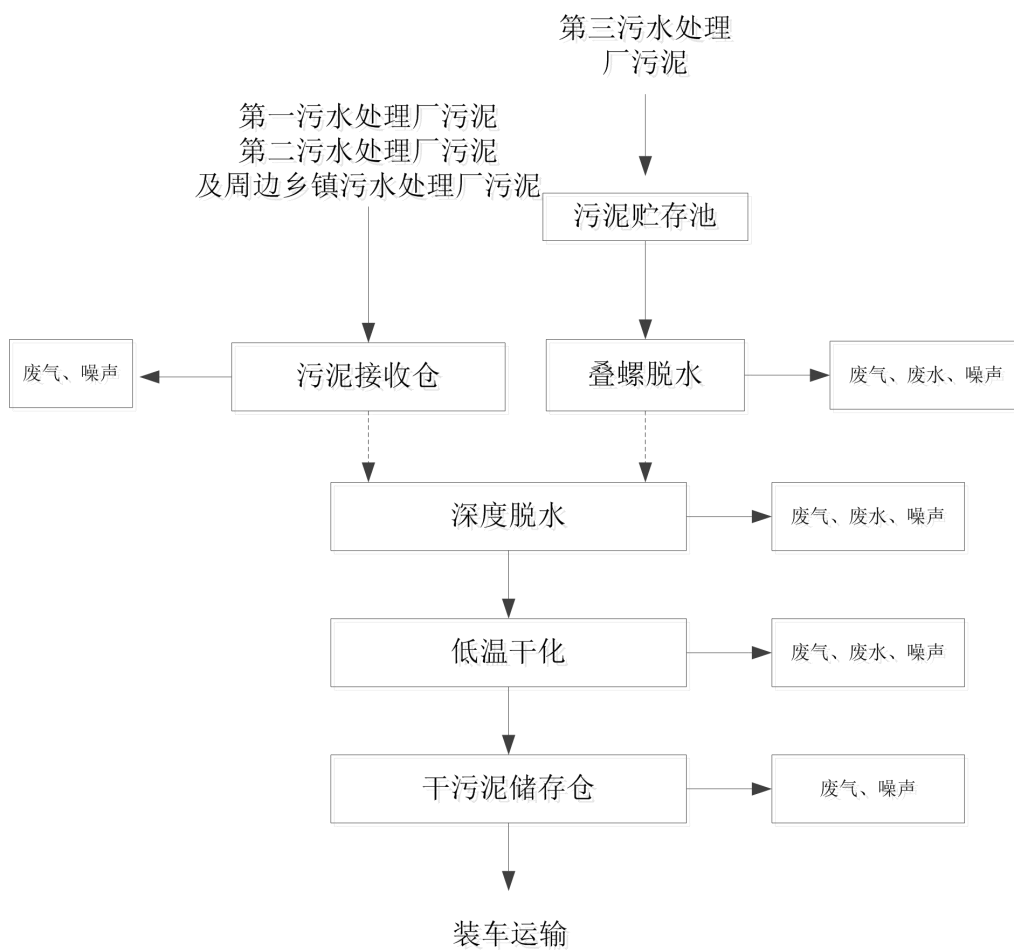 第三污水处理
厂污泥
第一污水处理厂污泥
第二污水处理厂污泥
及周边乡镇污水处理厂污泥
污泥贮存池
废气、噪声
污泥接收仓
叠螺脱水
废气、废水、噪声
深度脱水
废气、废水、噪声
低温干化
废气、废水、噪声
干污泥储存仓
废气、噪声
装车运输